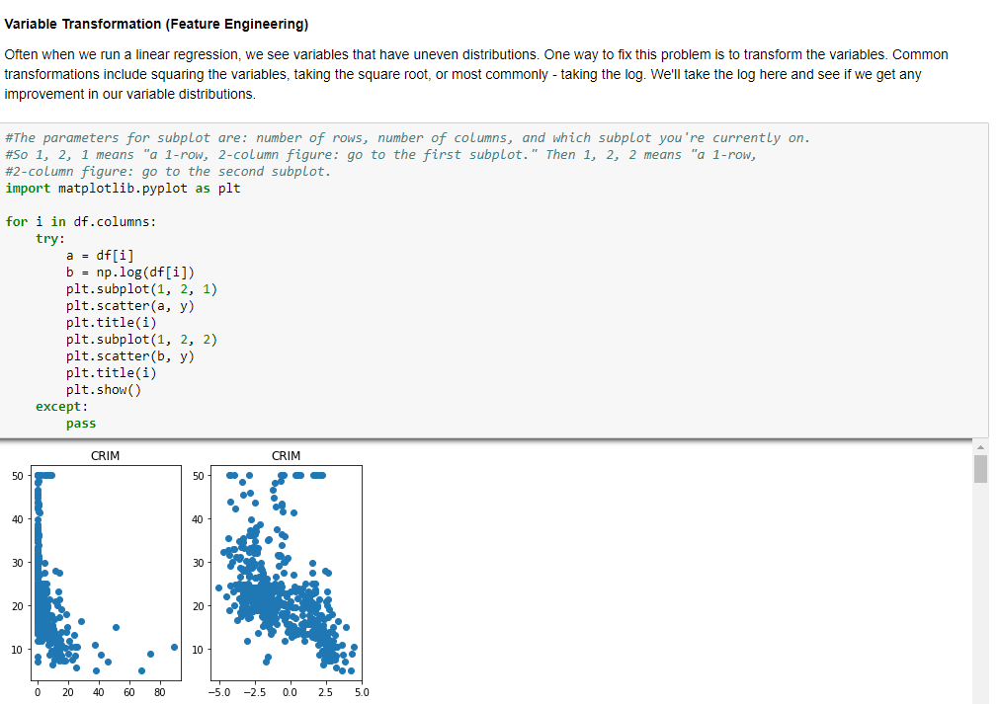 Variable Transformation (Feature Engineering)
Often when we run a linear regression, we see variables that have uneven distributions. One way to fix this problem is to transform the variables. Common
transformations include squaring the variables, taking the square root, or most commonly - taking the log. We'll take the log here and see if we get any
improvement in our variable distributions.
#The parameters for subplot are: number of rows, number of columns, and which subplot you're currently on.
#So 1, 2, 1 means "a 1-row, 2-column figure: go to the first subplot." Then 1, 2, 2 means "a 1-row,
#2-column figure: go to the second subplot.
import matplotlib.pyplot as plt
for i in df.columns:
    try:
        a = df[i]
        b = np.log(df[i])
        plt.subplot(1, 2, 1)
        plt.scatter(a, y)
        plt.title(i)
        plt.subplot(1, 2, 2)
        plt.scatter(b, y)
        plt.title(i)
        plt.show()
    except:
        pass
CRIM CRIM
50 50
40 40
30 30
20 20
10 10
0 20 40 60 80 −5.0 −2.5 0.0 2.5 5.0